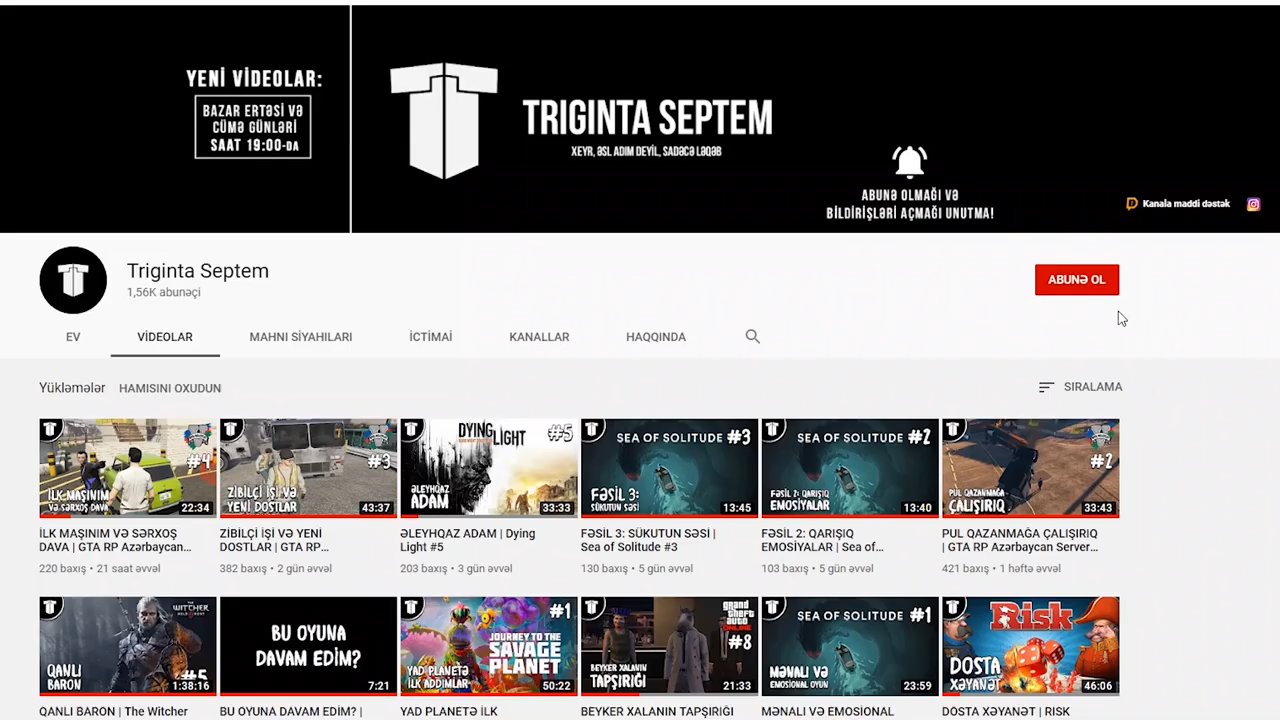 YENİ VİDEOLAR:
BAZAR ERTƏSİ VƏ
CÜMƏ GÜNLƏRİ
SAAT 19:00-DA
TRIGINTA SEPTEM
XEYR, ƏSL ADIM DEYİL, SADƏCƏ LƏQƏB
ABUNƏ OLMAĞI VƏ
BİLDİRİŞLƏRİ AÇMAĞI UNUTMA!
Kanala maddi dəstək
Triginta Septem
1,56K abunəçi
ABUNƏ OL
EV
VİDEOLAR
MAHNI SİYAHILARI
İCTİMAİ
KANALLAR
HAQQINDA
Yükləmələr
HAMISINI OXUDUN
SIRALAMA
#4
İLK MAŞINIM
VƏ SƏRXOŞ DAVA
22:34
#3
ZİBİLÇİ İŞİ VƏ
YENİ DOSTLAR
43:37
DYING LIGHT
#5
ƏLEYHQAZ
ADAM
33:33
SEA OF SOLITUDE #3
FƏSİL 3:
SÜKUTUN SƏSİ
13:45
SEA OF SOLITUDE #2
FƏSİL 2: QARIŞIQ
EMOSİYALAR
13:40
#2
PUL QAZANMAĞA
ÇALIŞIRIQ
33:43
İLK MAŞINIM VƏ SƏRXOŞ
DAVA | GTA RP Azərbaycan...
220 baxış • 21 saat əvvəl
ZİBİLÇİ İŞİ VƏ YENİ
DOSTLAR | GTA RP...
382 baxış • 2 gün əvvəl
ƏLEYHQAZ ADAM | Dying
Light #5
203 baxış • 3 gün əvvəl
FƏSİL 3: SÜKUTUN SƏSİ |
Sea of Solitude #3
130 baxış • 5 gün əvvəl
FƏSİL 2: QARIŞIQ
EMOSİYALAR | Sea of...
103 baxış • 5 gün əvvəl
PUL QAZANMAĞA ÇALIŞIRIQ
| GTA RP Azərbaycan Server...
421 baxış • 1 həftə əvvəl
THE
WITCHER
WILD HUNT
QANLI
BARON
#5
1:38:16
BU OYUNA
DAVAM EDİM?
7:21
#1
JOURNEY TO THE
SAVAGE
PLANET
YAD PLANETƏ
İLK ADDIMLAR
50:22
grand
theft
auto
ONLINE
#8
BEYKER XALANIN
TAPŞIRIĞI
21:33
SEA OF SOLITUDE #1
MƏNALI VƏ
EMOSIONAL OYUN
23:59
Risk
DOSTA
XƏYANƏT
46:06
QANLI BARON | The Witcher
BU OYUNA DAVAM EDİM? |
YAD PLANETƏ İLK
BEYKER XALANIN TAPŞIRIĞI
MƏNALI VƏ EMOSIONAL
DOSTA XƏYANƏT | RISK